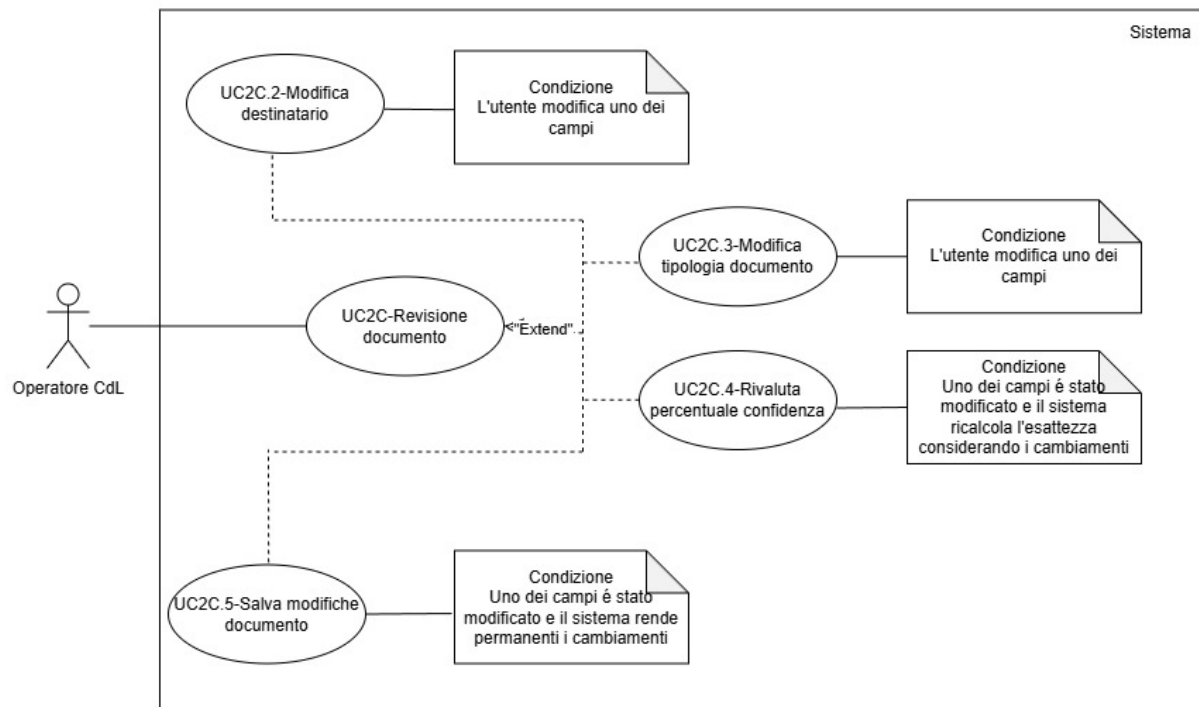 Sistema
UC2C.2-Modifica
destinatario
Condizione
L'utente modifica uno dei
campi
UC2C.3-Modifica
tipologia documento
Condizione
L'utente modifica uno dei
campi
Operatore CdL
UC2C-Revisione
documento
"Extend"
UC2C.4-Rivaluta
percentuale confidenza
Condizione
Uno dei campi é stato
modificato e il sistema
ricalcola l'esattezza
considerando i cambiamenti
UC2C.5-Salva modifiche
documento
Condizione
Uno dei campi é stato
modificato e il sistema rende
permanenti i cambiamenti